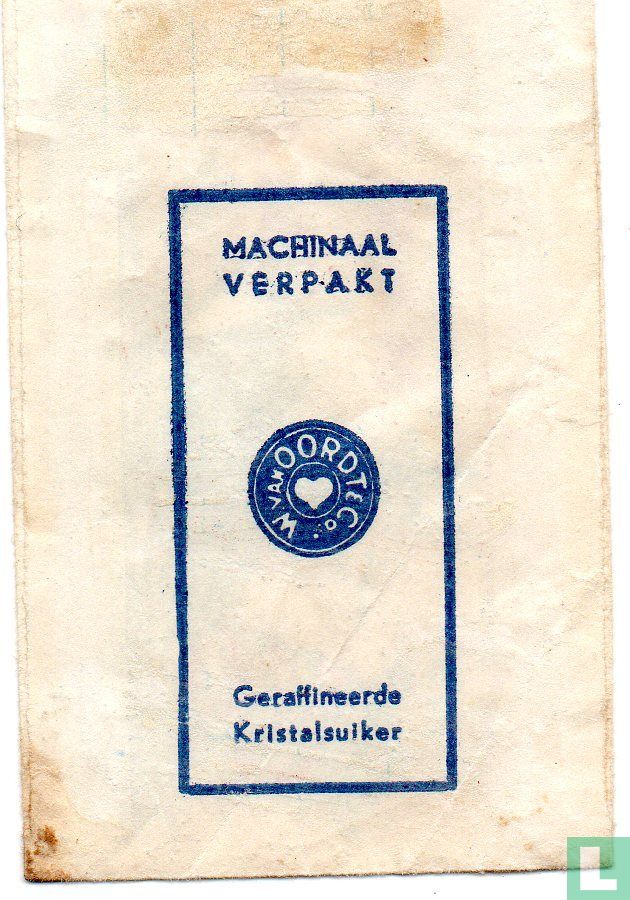 MACHINAAL
VERPAKT
W. VAN OORDT & Co.
Geraffineerde
Kristalsuiker
L